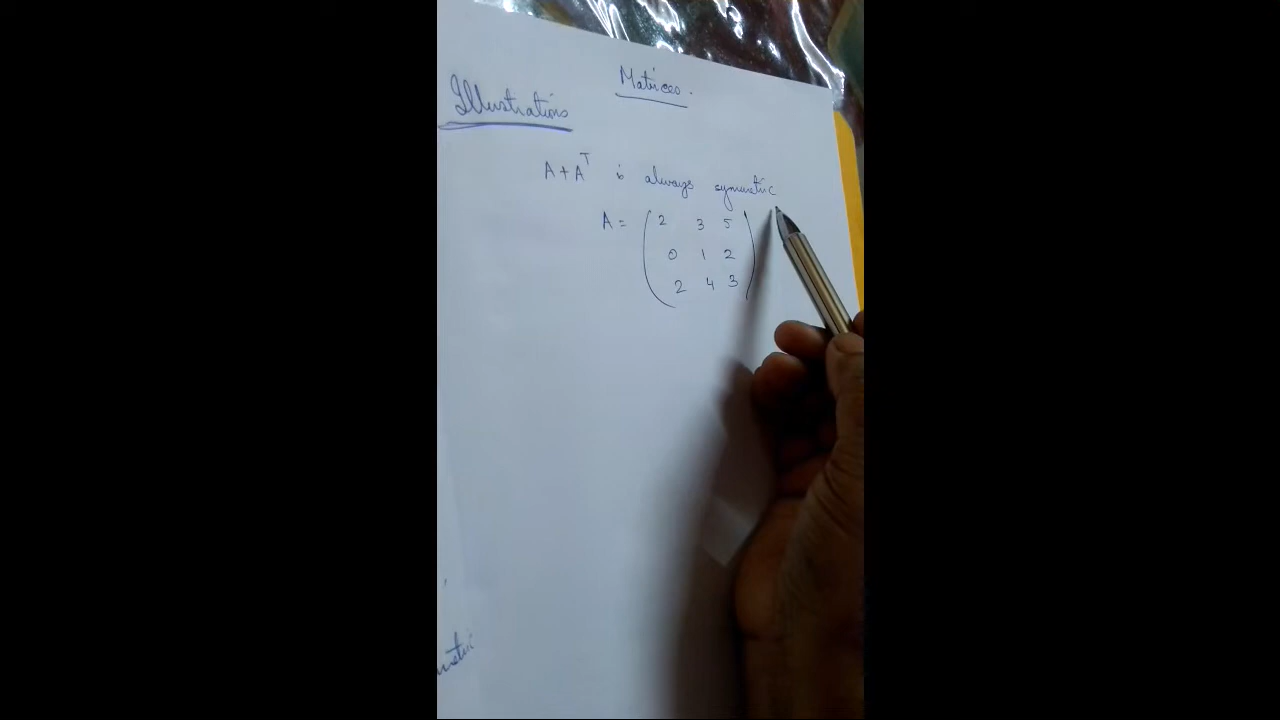 Matrices.
Illustrations
A + A^T is always symmetric
A = ( 2 3 5
0 1 2
2 4 3 )